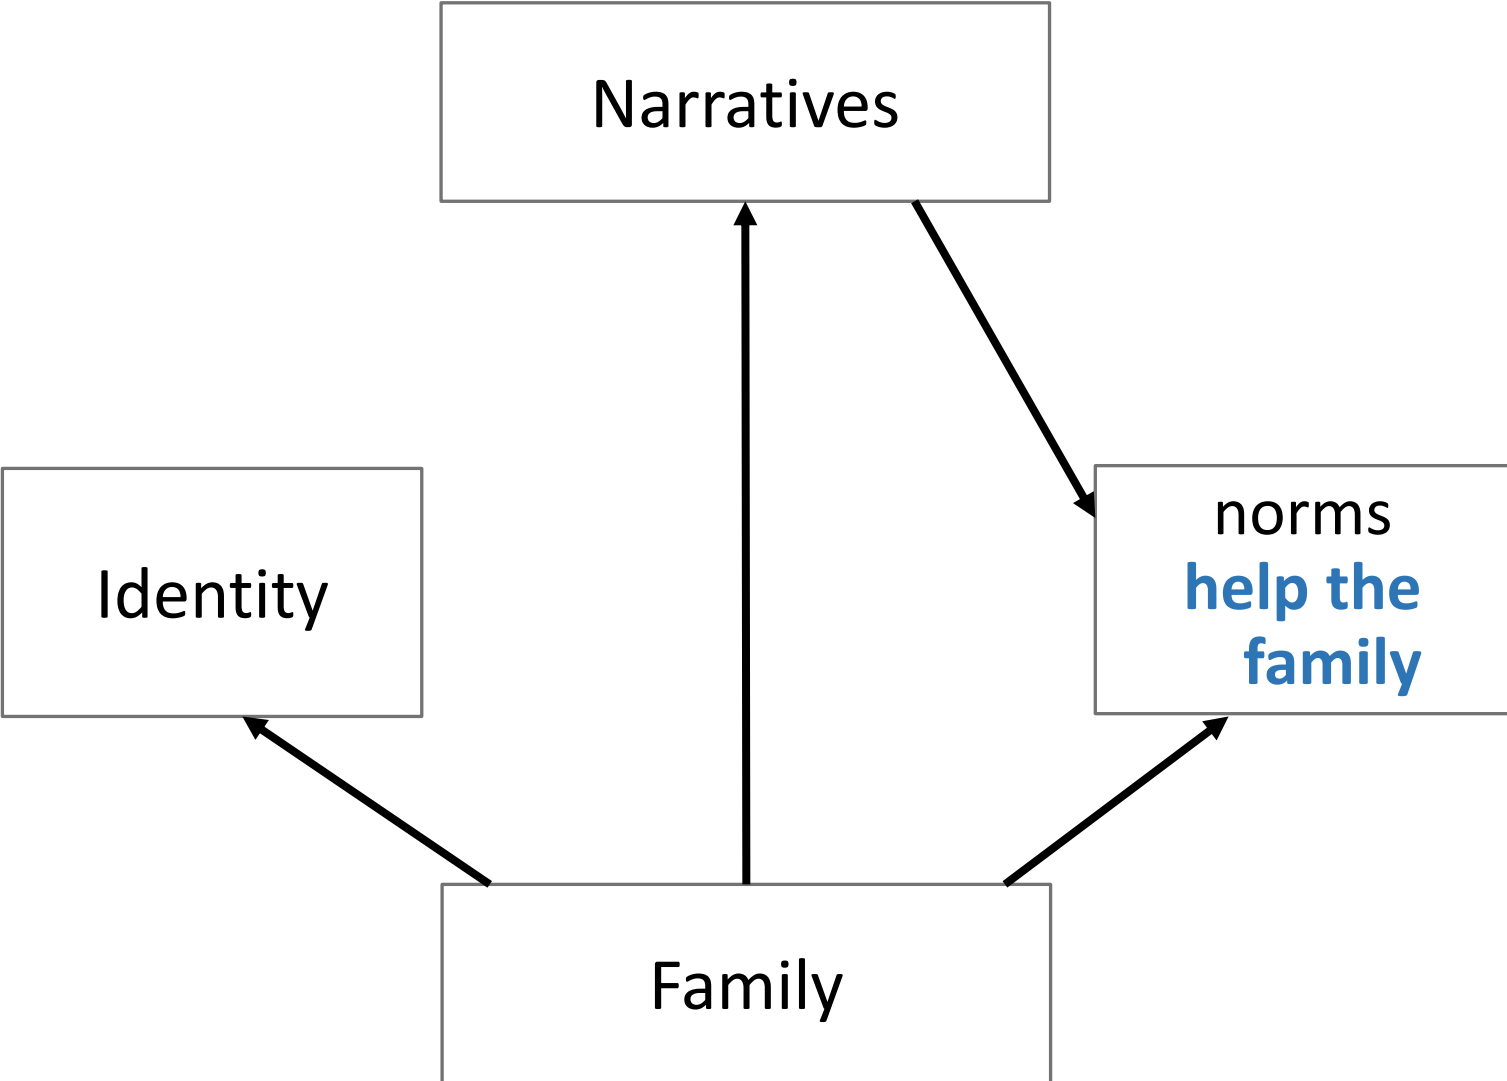 Narratives
Identity
norms
help the
family
Family